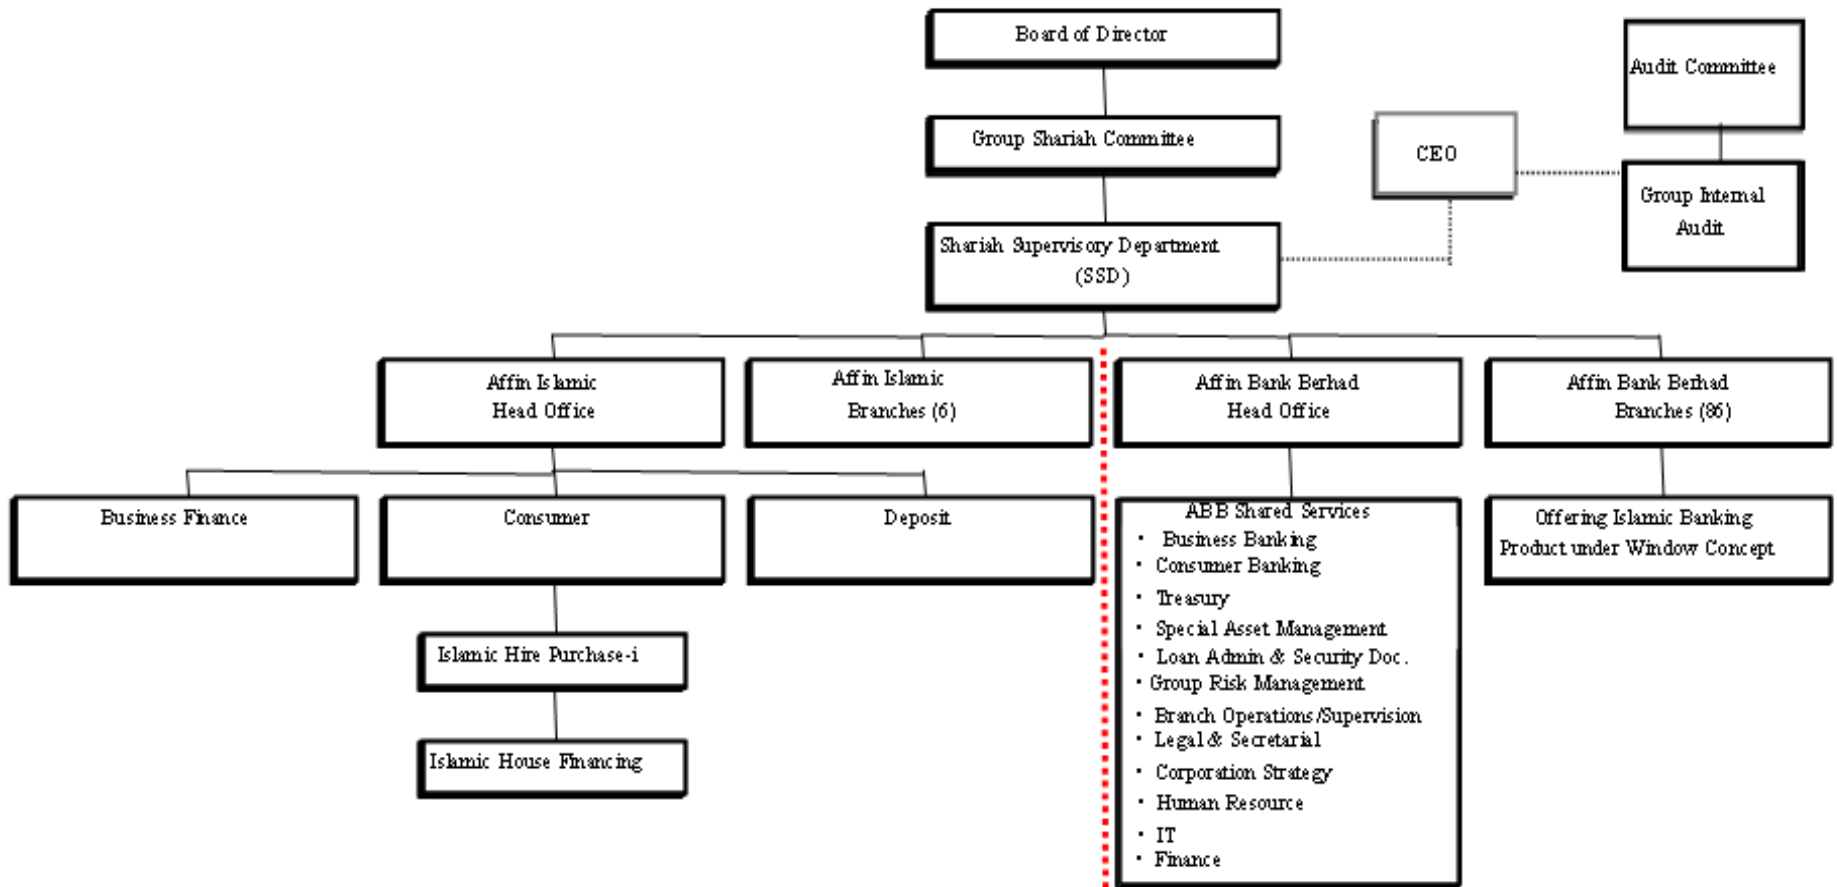 Board of Director
Audit Committee
Group Shariah Committee
CEO
Group Internal
Audit
Shariah Supervisory Department
(SSD)
Affin Islamic
Head Office
Affin Islamic
Branches (6)
Affin Bank Berhad
Head Office
Affin Bank Berhad
Branches (86)
Business Finance
Consumer
Deposit
ABB Shared Services
• Business Banking
• Consumer Banking
• Treasury
• Special Asset Management
• Loan Admin & Security Doc.
• Group Risk Management
• Branch Operations/Supervision
• Legal & Secretarial
• Corporation Strategy
• Human Resource
• IT
• Finance
Offering Islamic Banking
Product under Window Concept
Islamic Hire Purchase-i
Islamic House Financing